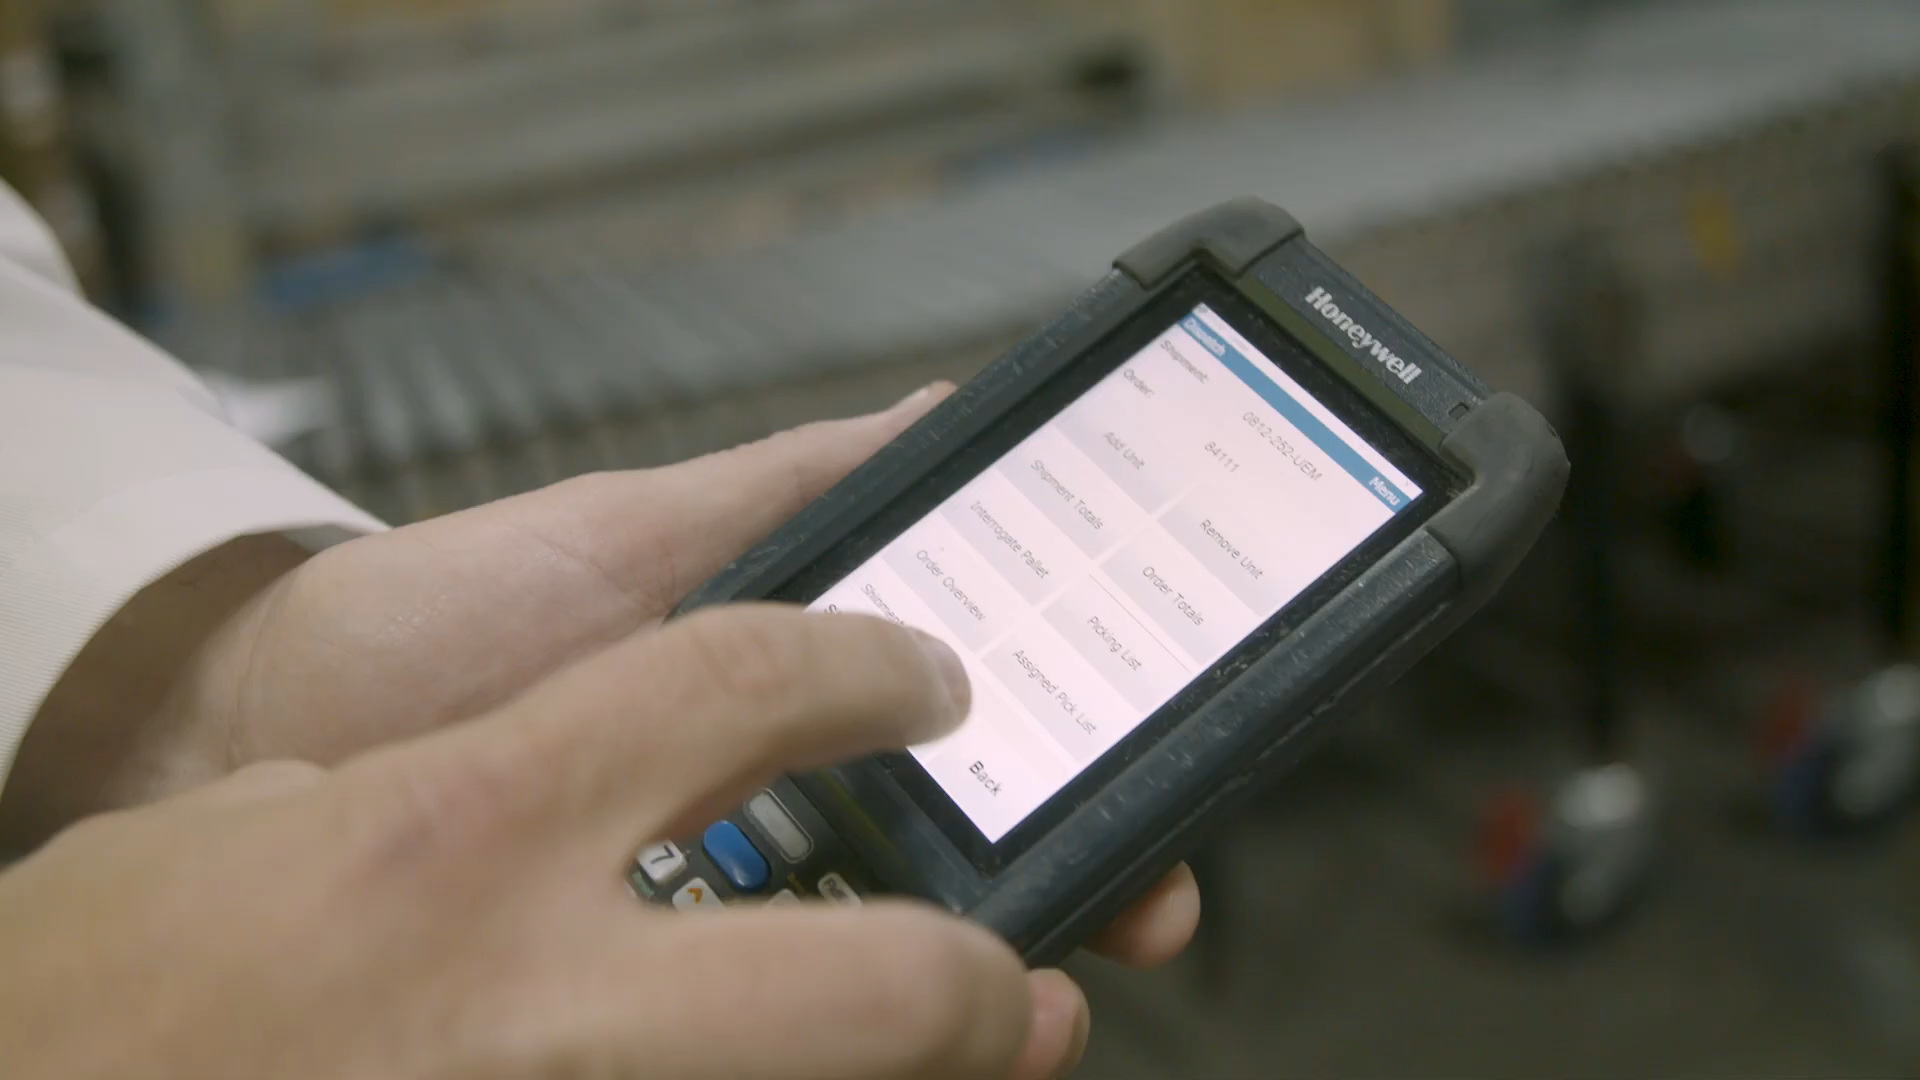 Honeywell
Dispatch Menu
Shipment: 0812-252-UEM
Order: 84111
Add Unit Remove Unit
Shipment Totals Order Totals
Interrogate Pallet Picking List
Order Overview Assigned Pick List
Shipment
Back
7